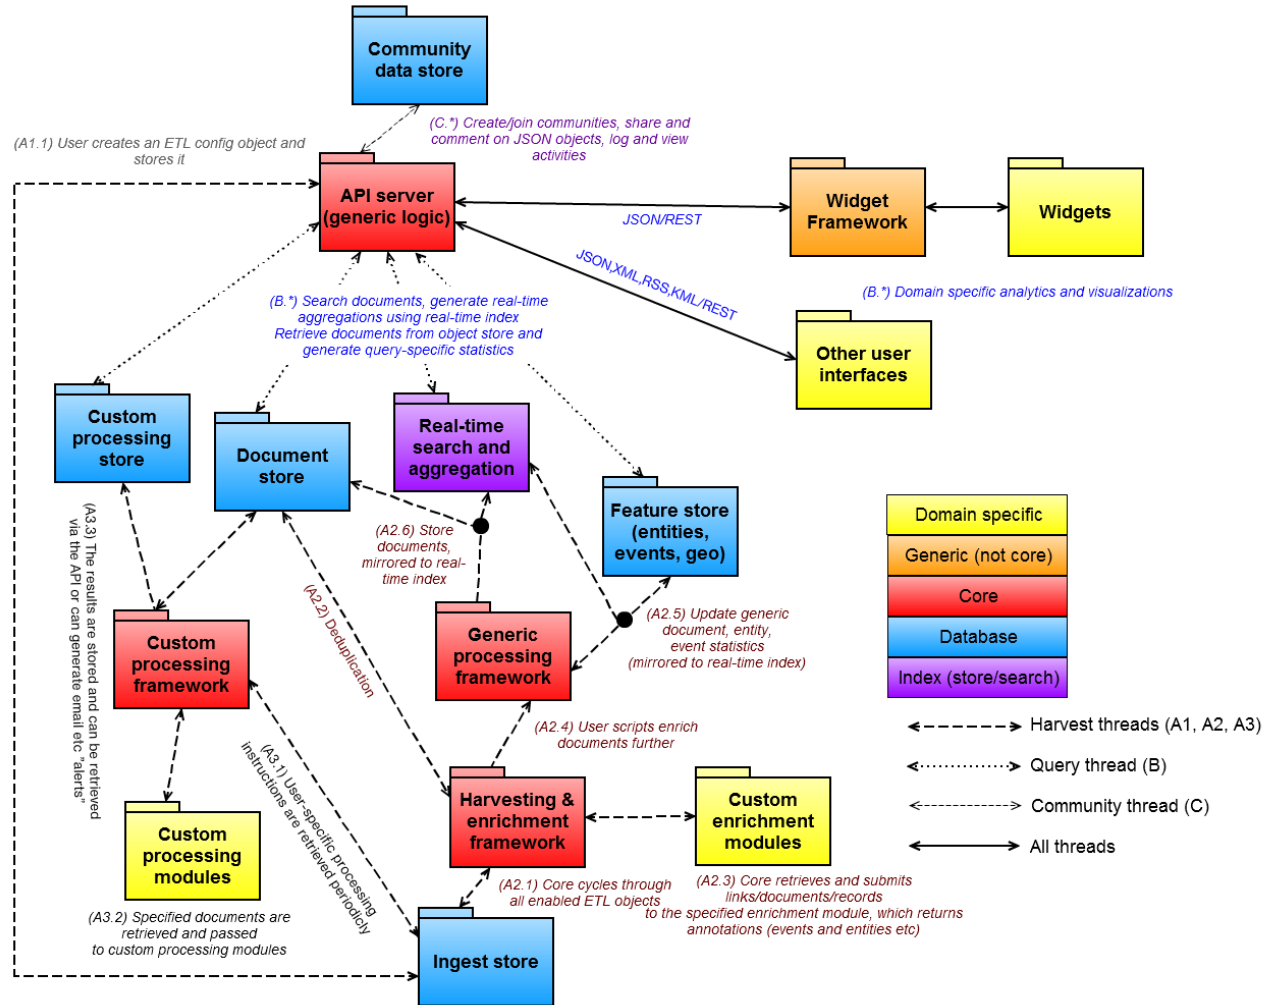 Community
data store
(C.*) Create/join communities, share and
comment on JSON objects, log and view
activities
(A1.1) User creates an ETL config object and
stores it
API server
(generic logic)
JSON/REST
Widget
Framework
Widgets
JSON,XML,RSS,KML/REST
(B.*) Domain specific analytics and visualizations
(B.*) Search documents, generate real-time
aggregations using real-time index
Retrieve documents from object store and
generate query-specific statistics
Other user
interfaces
Custom
processing
store
Document
store
Real-time
search and
aggregation
Feature store
(entities,
events, geo)
(A3.3) The results are stored and can be retrieved
via the API or can generate email etc "alerts"
(A2.6) Store
documents,
mirrored to real-
time index
(A2.2) Deduplication
Custom
processing
framework
Generic
processing
framework
(A2.5) Update generic
document, entity,
event statistics
(mirrored to real-time index)
(A2.4) User scripts enrich
documents further
(A3.1) User-specific processing
instructions are retrieved periodicly
Custom
processing
modules
(A3.2) Specified documents are
retrieved and passed
to custom processing modules
Harvesting &
enrichment
framework
Custom
enrichment
modules
(A2.1) Core cycles through
all enabled ETL objects
(A2.3) Core retrieves and submits
links/documents/records
to the specified enrichment module, which returns
annotations (events and entities etc)
Ingest store
Domain specific
Generic (not core)
Core
Database
Index (store/search)
Harvest threads (A1, A2, A3)
Query thread (B)
Community thread (C)
All threads